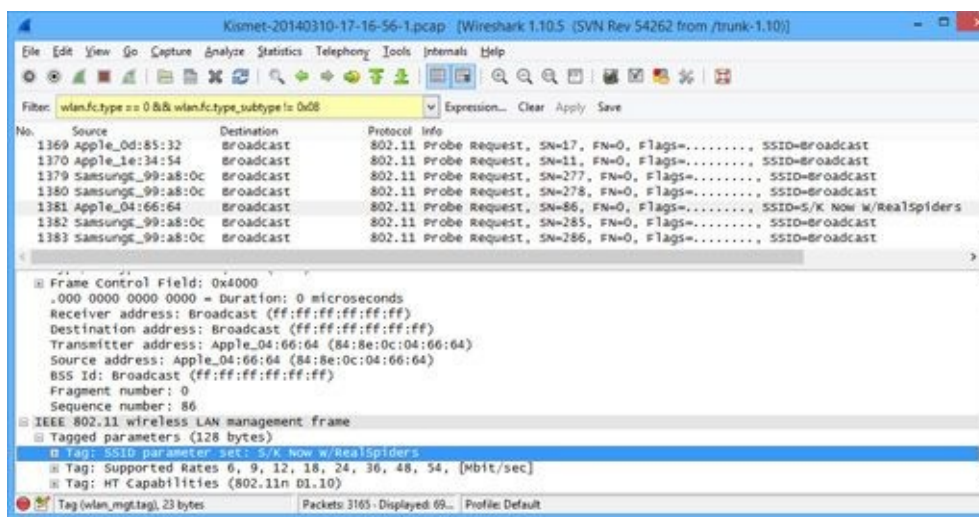 Kismet-20140310-17-16-56-1.pcap [Wireshark 1.10.5 (SVN Rev 54262 from /trunk-1.10)]
File Edit View Go Capture Analyze Statistics Telephony Tools Internals Help
Filter: wlan.fc.type == 0 && wlan.fc.type_subtype != 0x08 Expression... Clear Apply Save
No. Source Destination Protocol Info
1369 Apple_0d:85:32 Broadcast 802.11 Probe Request, SN=17, FN=0, Flags=........, SSID=Broadcast
1370 Apple_1e:34:54 Broadcast 802.11 Probe Request, SN=11, FN=0, Flags=........, SSID=Broadcast
1379 SamsungE_99:a8:0c Broadcast 802.11 Probe Request, SN=277, FN=0, Flags=........, SSID=Broadcast
1380 SamsungE_99:a8:0c Broadcast 802.11 Probe Request, SN=278, FN=0, Flags=........, SSID=Broadcast
1381 Apple_04:66:64 Broadcast 802.11 Probe Request, SN=86, FN=0, Flags=........, SSID=S/K Now W/RealSpiders
1382 SamsungE_99:a8:0c Broadcast 802.11 Probe Request, SN=285, FN=0, Flags=........, SSID=Broadcast
1383 SamsungE_99:a8:0c Broadcast 802.11 Probe Request, SN=286, FN=0, Flags=........, SSID=Broadcast
Frame Control Field: 0x4000
.000 0000 0000 0000 = Duration: 0 microseconds
Receiver address: Broadcast (ff:ff:ff:ff:ff:ff)
Destination address: Broadcast (ff:ff:ff:ff:ff:ff)
Transmitter address: Apple_04:66:64 (84:8e:0c:04:66:64)
Source address: Apple_04:66:64 (84:8e:0c:04:66:64)
BSS Id: Broadcast (ff:ff:ff:ff:ff:ff)
Fragment number: 0
Sequence number: 86
IEEE 802.11 wireless LAN management frame
Tagged parameters (128 bytes)
Tag: SSID parameter set: S/K Now W/RealSpiders
Tag: Supported Rates 6, 9, 12, 18, 24, 36, 48, 54, [Mbit/sec]
Tag: HT Capabilities (802.11n D1.10)
Tag (wlan_mgt.tag), 23 bytes Packets: 3165 · Displayed: 69... Profile: Default